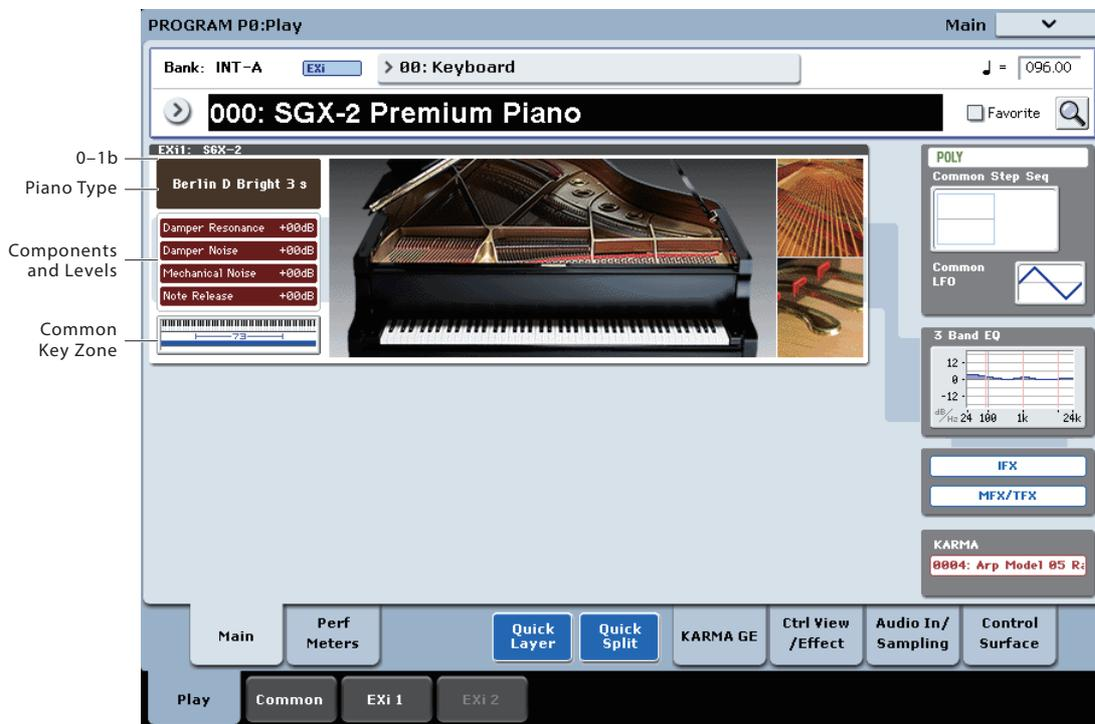 PROGRAM P0:Play
Main
Bank: INT-A
EXi
> 00: Keyboard
♩ = 096.00
000: SGX-2 Premium Piano
Favorite
EXi1: SGX-2
0–1b
Piano Type
Berlin D Bright 3 s
Components
and Levels
Damper Resonance +00dB
Damper Noise +00dB
Mechanical Noise +00dB
Note Release +00dB
Common
Key Zone
73
POLY
Common Step Seq
Common
LFO
3 Band EQ
12
0
-12
dB/Hz 24 100 1k 24k
IFX
MFX/TFX
KARMA
0004: Arp Model 05 Ra
Main
Perf
Meters
Quick
Layer
Quick
Split
KARMA GE
Ctrl View
/Effect
Audio In/
Sampling
Control
Surface
Play
Common
EXi 1
EXi 2